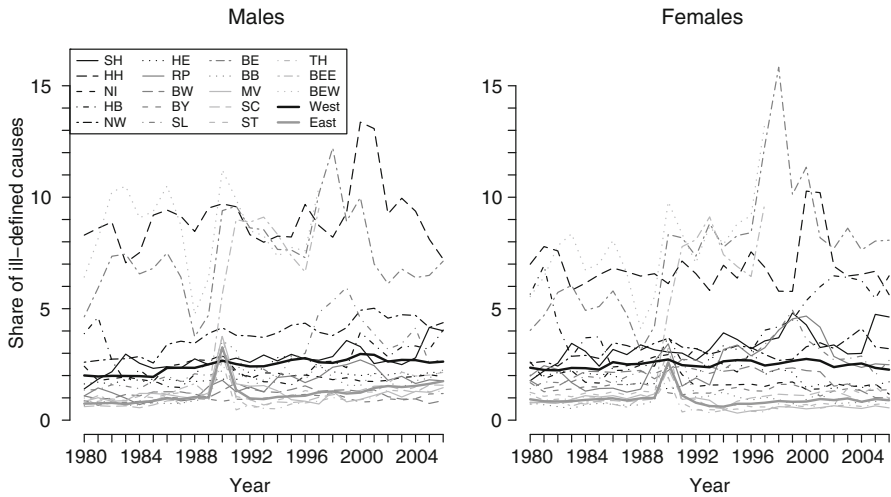 Males
Females
Share of ill–defined causes
15
10
5
0
SH HE BE TH
HH RP BB BEE
NI BW MV BEW
HB BY SC West
NW SL ST East
1980 1984 1988 1992 1996 2000 2004
Year
15
10
5
0
1980 1984 1988 1992 1996 2000 2004
Year